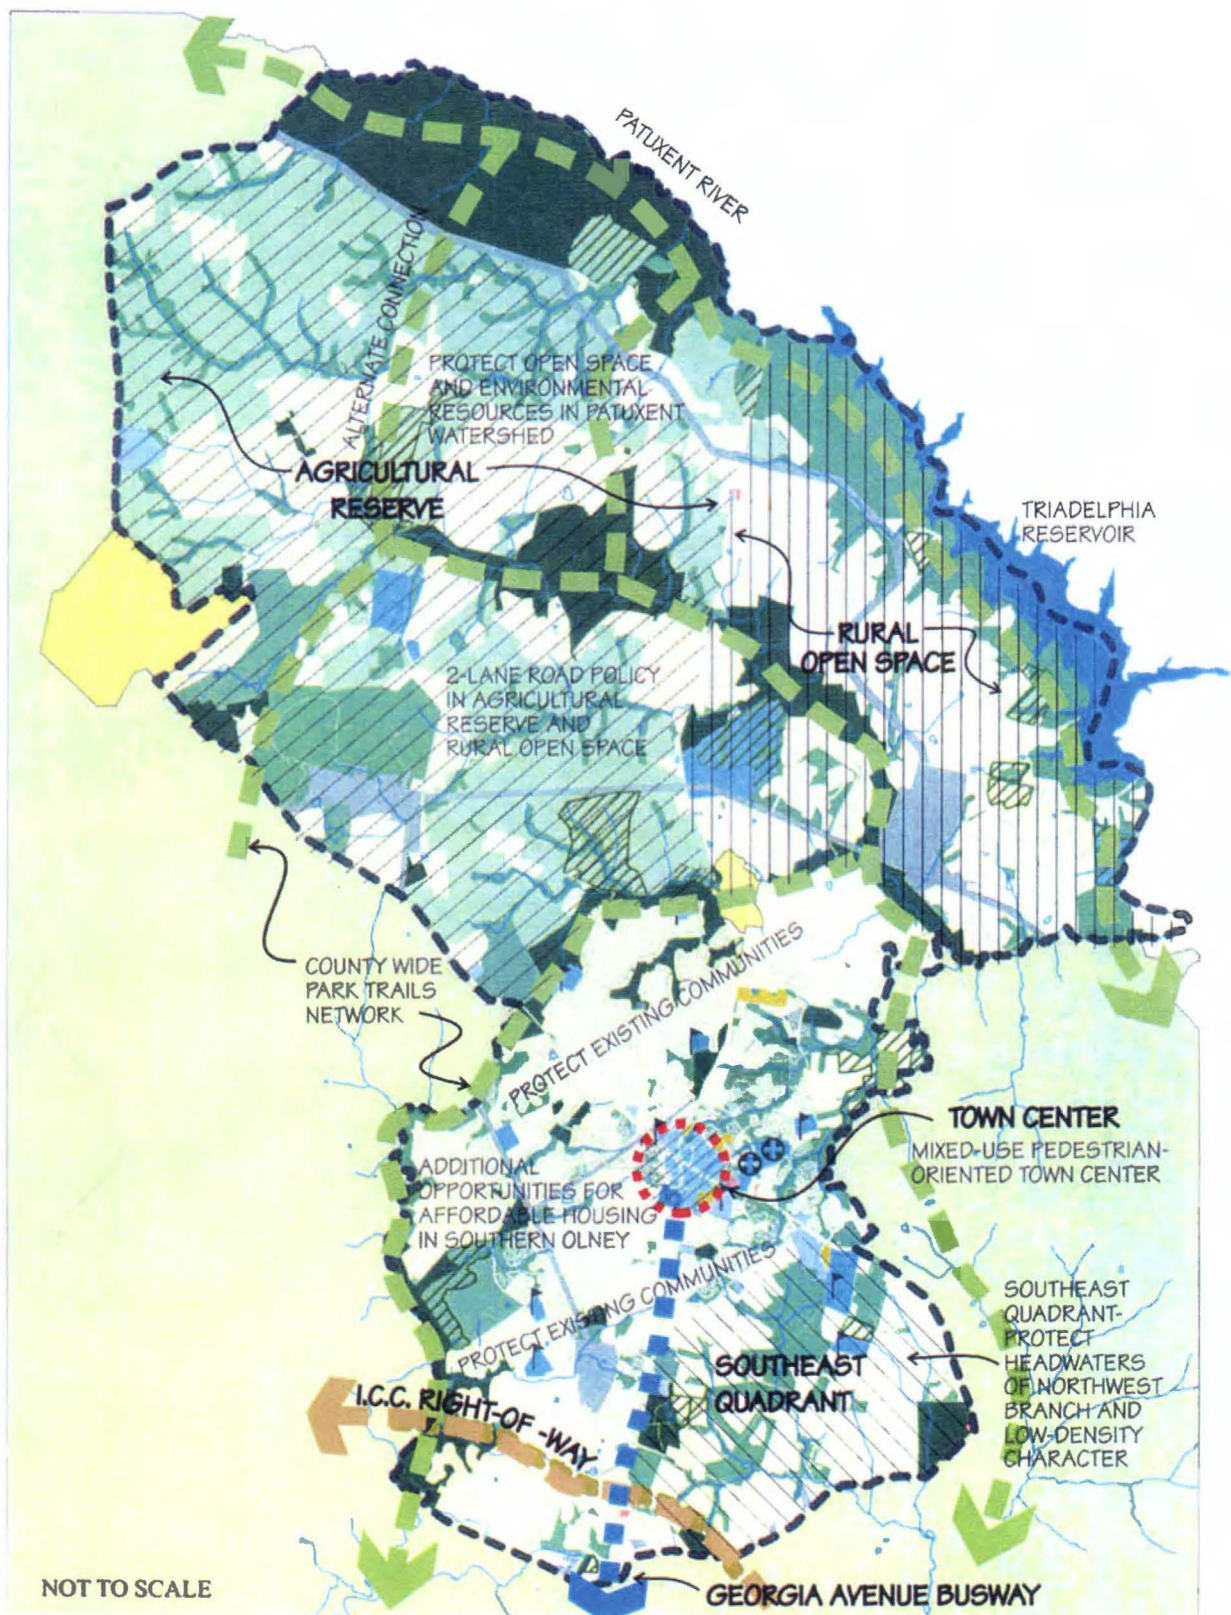 PATUXENT RIVER
ALTERNATE CONNECTION
PROTECT OPEN SPACE
AND ENVIRONMENTAL
RESOURCES IN PATUXENT
WATERSHED
AGRICULTURAL
RESERVE
TRIADELPHIA
RESERVOIR
RURAL
OPEN SPACE
2-LANE ROAD POLICY
IN AGRICULTURAL
RESERVE AND
RURAL OPEN SPACE
COUNTY WIDE
PARK TRAILS
NETWORK
PROTECT EXISTING COMMUNITIES
TOWN CENTER
MIXED-USE PEDESTRIAN-
ORIENTED TOWN CENTER
ADDITIONAL
OPPORTUNITIES FOR
AFFORDABLE HOUSING
IN SOUTHERN OLNEY
PROTECT EXISTING COMMUNITIES
SOUTHEAST
QUADRANT-
PROTECT
HEADWATERS
OF NORTHWEST
BRANCH AND
LOW-DENSITY
CHARACTER
SOUTHEAST
QUADRANT
I.C.C. RIGHT-OF -WAY
NOT TO SCALE
GEORGIA AVENUE BUSWAY